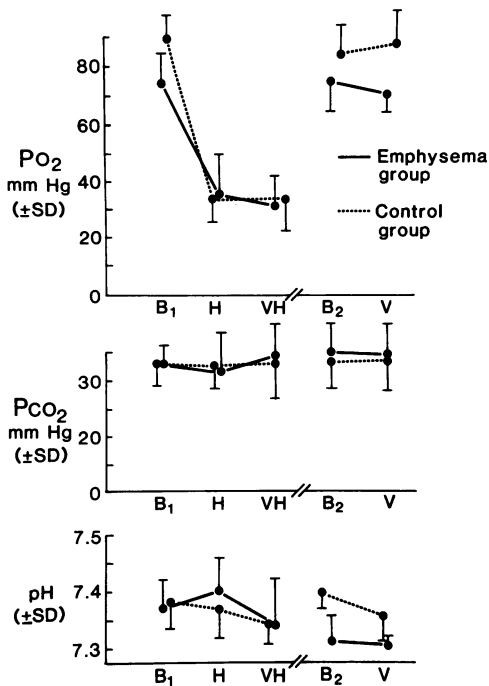 80
60
40
20
0
PO2
mm Hg
(±SD)
Emphysema
group
Control
group
B1 H VH B2 V
30
20
0
PCO2
mm Hg
(±SD)
B1 H VH B2 V
7.5
7.4
7.3
pH
(±SD)
B1 H VH B2 V